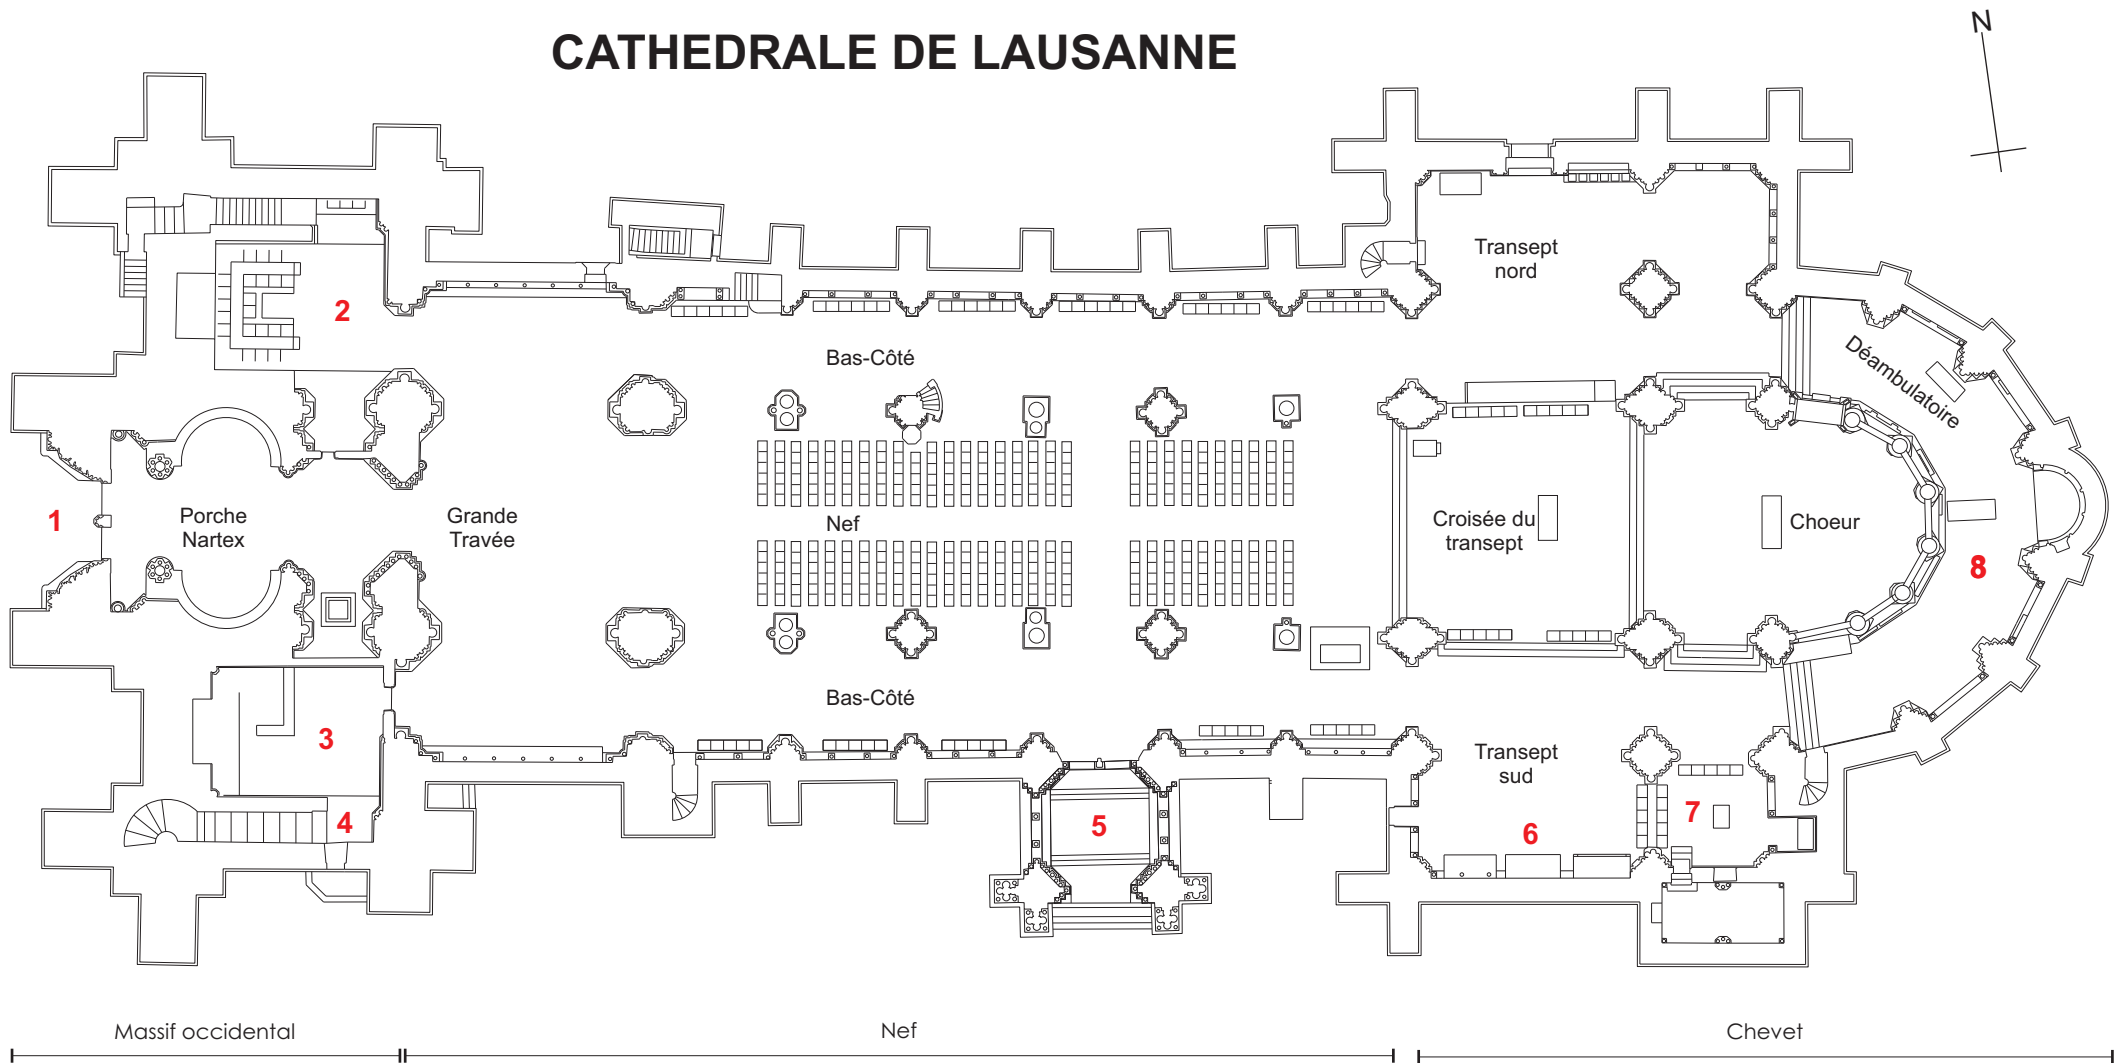 CATHEDRALE DE LAUSANNE
N
Transept
nord
2
Bas-Côté
Déambulatoire
1
Porche
Nartex
Grande
Travée
Nef
Croisée du
transept
Choeur
8
Bas-Côté
3
Transept
sud
4
5
6
7
Massif occidental
Nef
Chevet